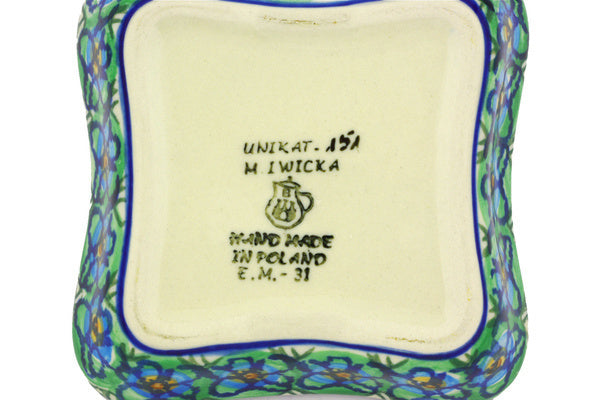 UNIKAT-151
M. IWICKA
HAND MADE
IN POLAND
E.M.-31